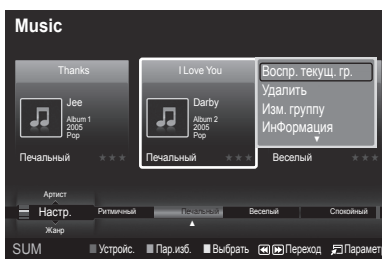 Music
Thanks
Jee
Album 1
2005
Pop
Печальный
I Love You
Darby
Album 2
2005
Pop
Печальный
Воспр. текущ. гр.
Удалить
Изм. группу
ИнФормация
Веселый
Артист
Настр.
Жанр
Ритмичный Печальный Веселый Спокойный
SUM Устройс. Пар.изб. Выбрать Переход Парамет